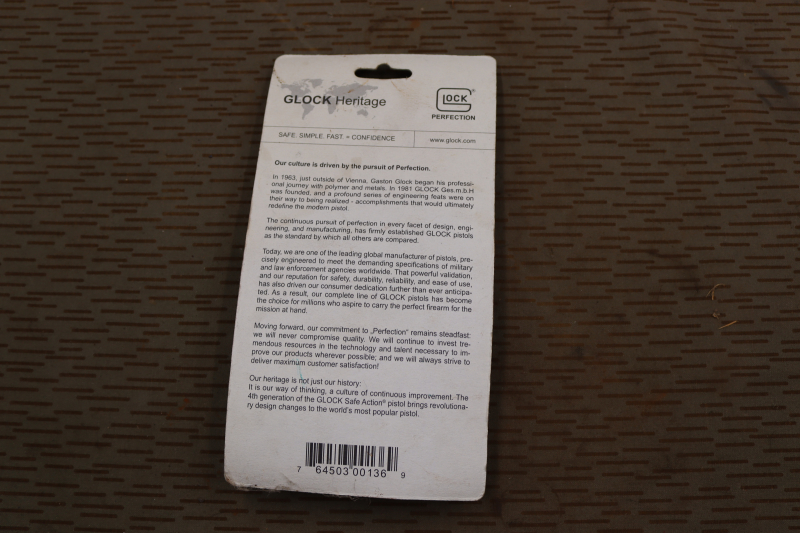 GLOCK Heritage
GLOCK
PERFECTION
SAFE. SIMPLE. FAST. = CONFIDENCE
www.glock.com
Our culture is driven by the pursuit of Perfection.
In 1963, just outside of Vienna, Gaston Glock began his professi-
onal journey with polymer and metals. In 1981 GLOCK Ges.m.b.H
was founded, and a profound series of engineering feats were on
their way to being realized - accomplishments that would ultimately
redefine the modern pistol.
The continuous pursuit of perfection in every facet of design, engi-
neering, and manufacturing, has firmly established GLOCK pistols
as the standard by which all others are compared.
Today, we are one of the leading global manufacturer of pistols, pre-
cisely engineered to meet the demanding specifications of military
and law enforcement agencies worldwide. That powerful validation,
and our reputation for safety, durability, reliability, and ease of use,
has also driven our consumer dedication further than ever anticipa-
ted. As a result, our complete line of GLOCK pistols has become
the choice for millions who aspire to carry the perfect firearm for the
mission at hand.
Moving forward, our commitment to „Perfection" remains steadfast:
we will never compromise quality. We will continue to invest tre-
mendous resources in the technology and talent necessary to im-
prove our products wherever possible; and we will always strive to
deliver maximum customer satisfaction!
Our heritage is not just our history:
It is our way of thinking, a culture of continuous improvement. The
4th generation of the GLOCK Safe Action® pistol brings revolutiona-
ry design changes to the world's most popular pistol.
7 64503 00136 9